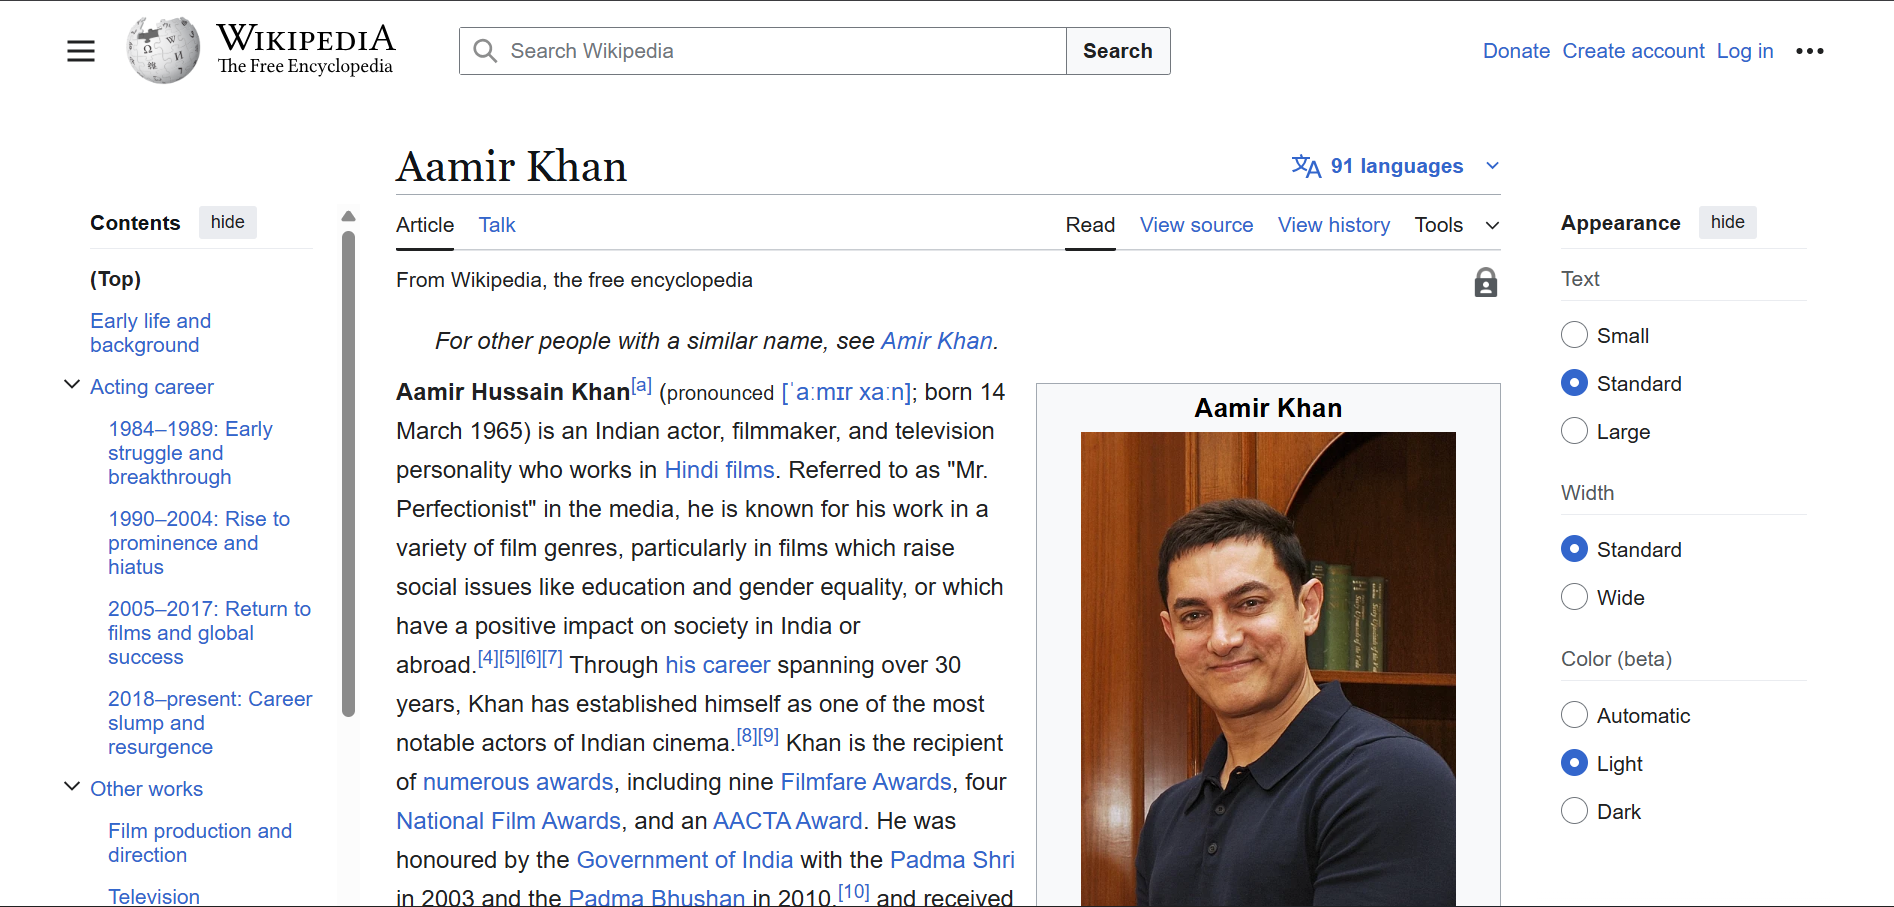 WIKIPEDIA
The Free Encyclopedia
Search Wikipedia
Search
Donate Create account Log in
Aamir Khan
91 languages
Contents hide
(Top)
Early life and
background
Acting career
1984–1989: Early
struggle and
breakthrough
1990–2004: Rise to
prominence and
hiatus
2005–2017: Return to
films and global
success
2018–present: Career
slump and
resurgence
Other works
Film production and
direction
Television
Article Talk
Read View source View history Tools
From Wikipedia, the free encyclopedia
For other people with a similar name, see Amir Khan.
Aamir Hussain Khan[a] (pronounced [ˈaːmɪr xaːn]; born 14
March 1965) is an Indian actor, filmmaker, and television
personality who works in Hindi films. Referred to as "Mr.
Perfectionist" in the media, he is known for his work in a
variety of film genres, particularly in films which raise
social issues like education and gender equality, or which
have a positive impact on society in India or
abroad.[4][5][6][7] Through his career spanning over 30
years, Khan has established himself as one of the most
notable actors of Indian cinema.[8][9] Khan is the recipient
of numerous awards, including nine Filmfare Awards, four
National Film Awards, and an AACTA Award. He was
honoured by the Government of India with the Padma Shri
in 2003 and the Padma Bhushan in 2010,[10] and received
Aamir Khan
Appearance hide
Text
Small
Standard
Large
Width
Standard
Wide
Color (beta)
Automatic
Light
Dark